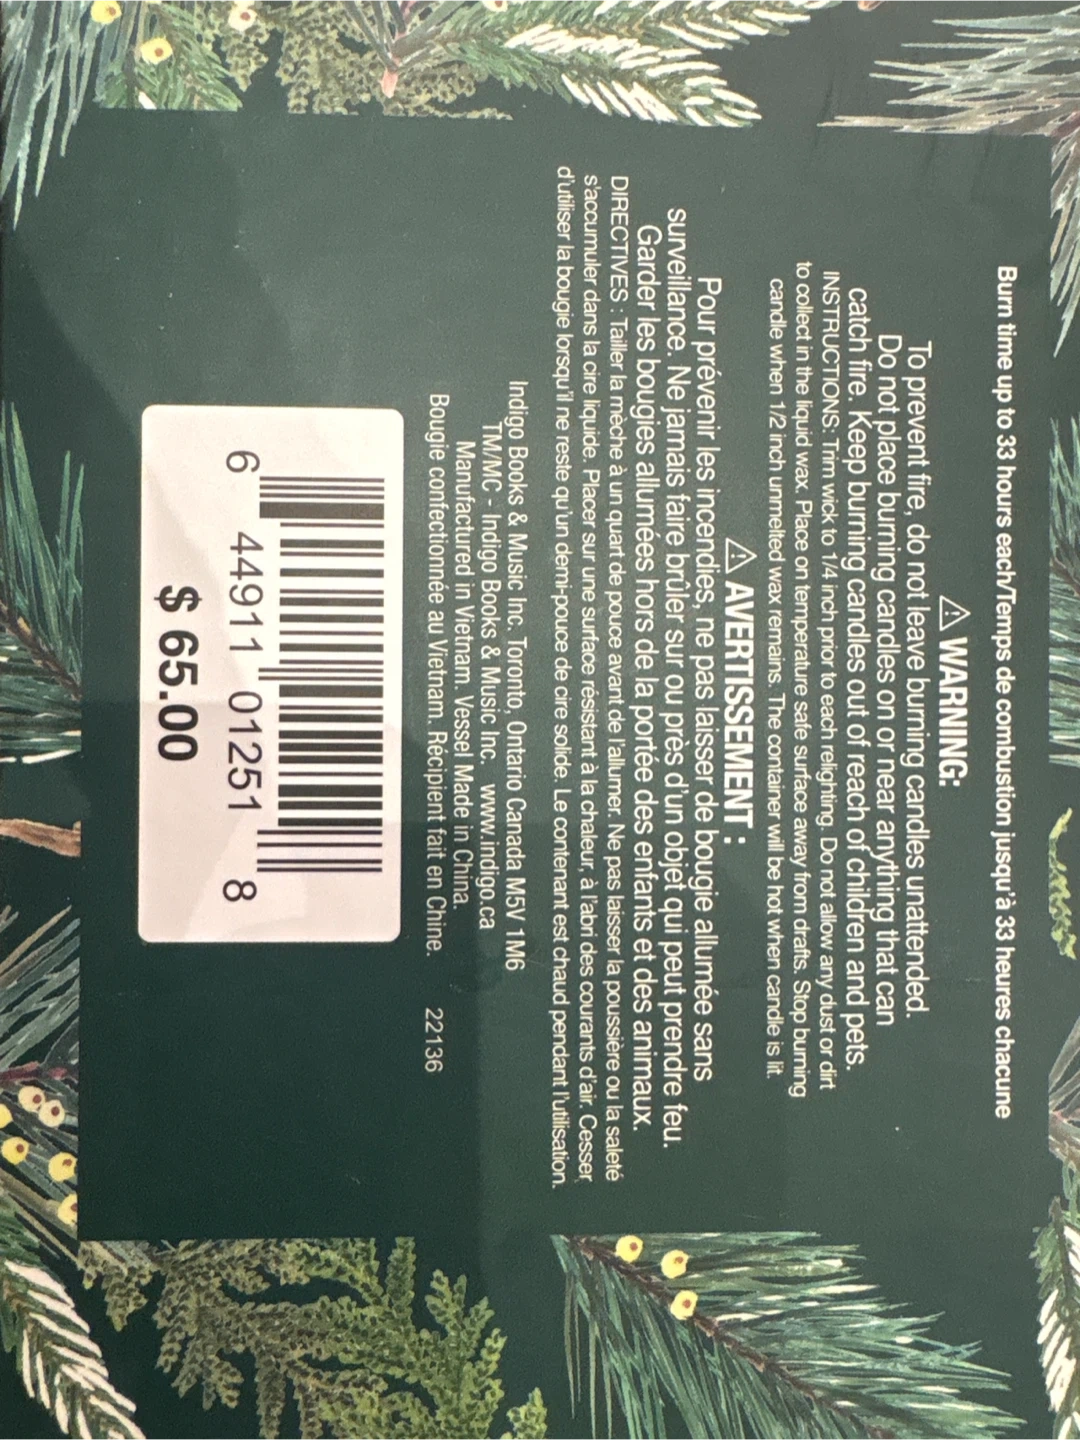 Burn time up to 33 hours each/Temps de combustion jusqu'à 33 heures chacune
⚠ WARNING:
To prevent fire, do not leave burning candles unattended.
Do not place burning candles on or near anything that can
catch fire. Keep burning candles out of reach of children and pets.
INSTRUCTIONS: Trim wick to 1/4 inch prior to each relighting. Do not allow any dust or dirt
to collect in the liquid wax. Place on temperature safe surface away from drafts. Stop burning
candle when 1/2 inch unmelted wax remains. The container will be hot when candle is lit.
⚠ AVERTISSEMENT :
Pour prévenir les incendies, ne pas laisser de bougie allumée sans
surveillance. Ne jamais faire brûler sur ou près d'un objet qui peut prendre feu.
Garder les bougies allumées hors de la portée des enfants et des animaux.
DIRECTIVES : Tailler la mèche à un quart de pouce avant de l'allumer. Ne pas laisser la poussière ou la saleté
s'accumuler dans la cire liquide. Placer sur une surface résistant à la chaleur, à l'abri des courants d'air. Cesser
d'utiliser la bougie lorsqu'il ne reste qu'un demi-pouce de cire solide. Le contenant est chaud pendant l'utilisation.
Indigo Books & Music Inc. Toronto, Ontario Canada M5V 1M6
TM/MC - Indigo Books & Music Inc. www.indigo.ca
Manufactured in Vietnam. Vessel Made in China.
Bougie confectionnée au Vietnam. Récipient fait en Chine. 22136
6 44911 01251 8
$ 65.00